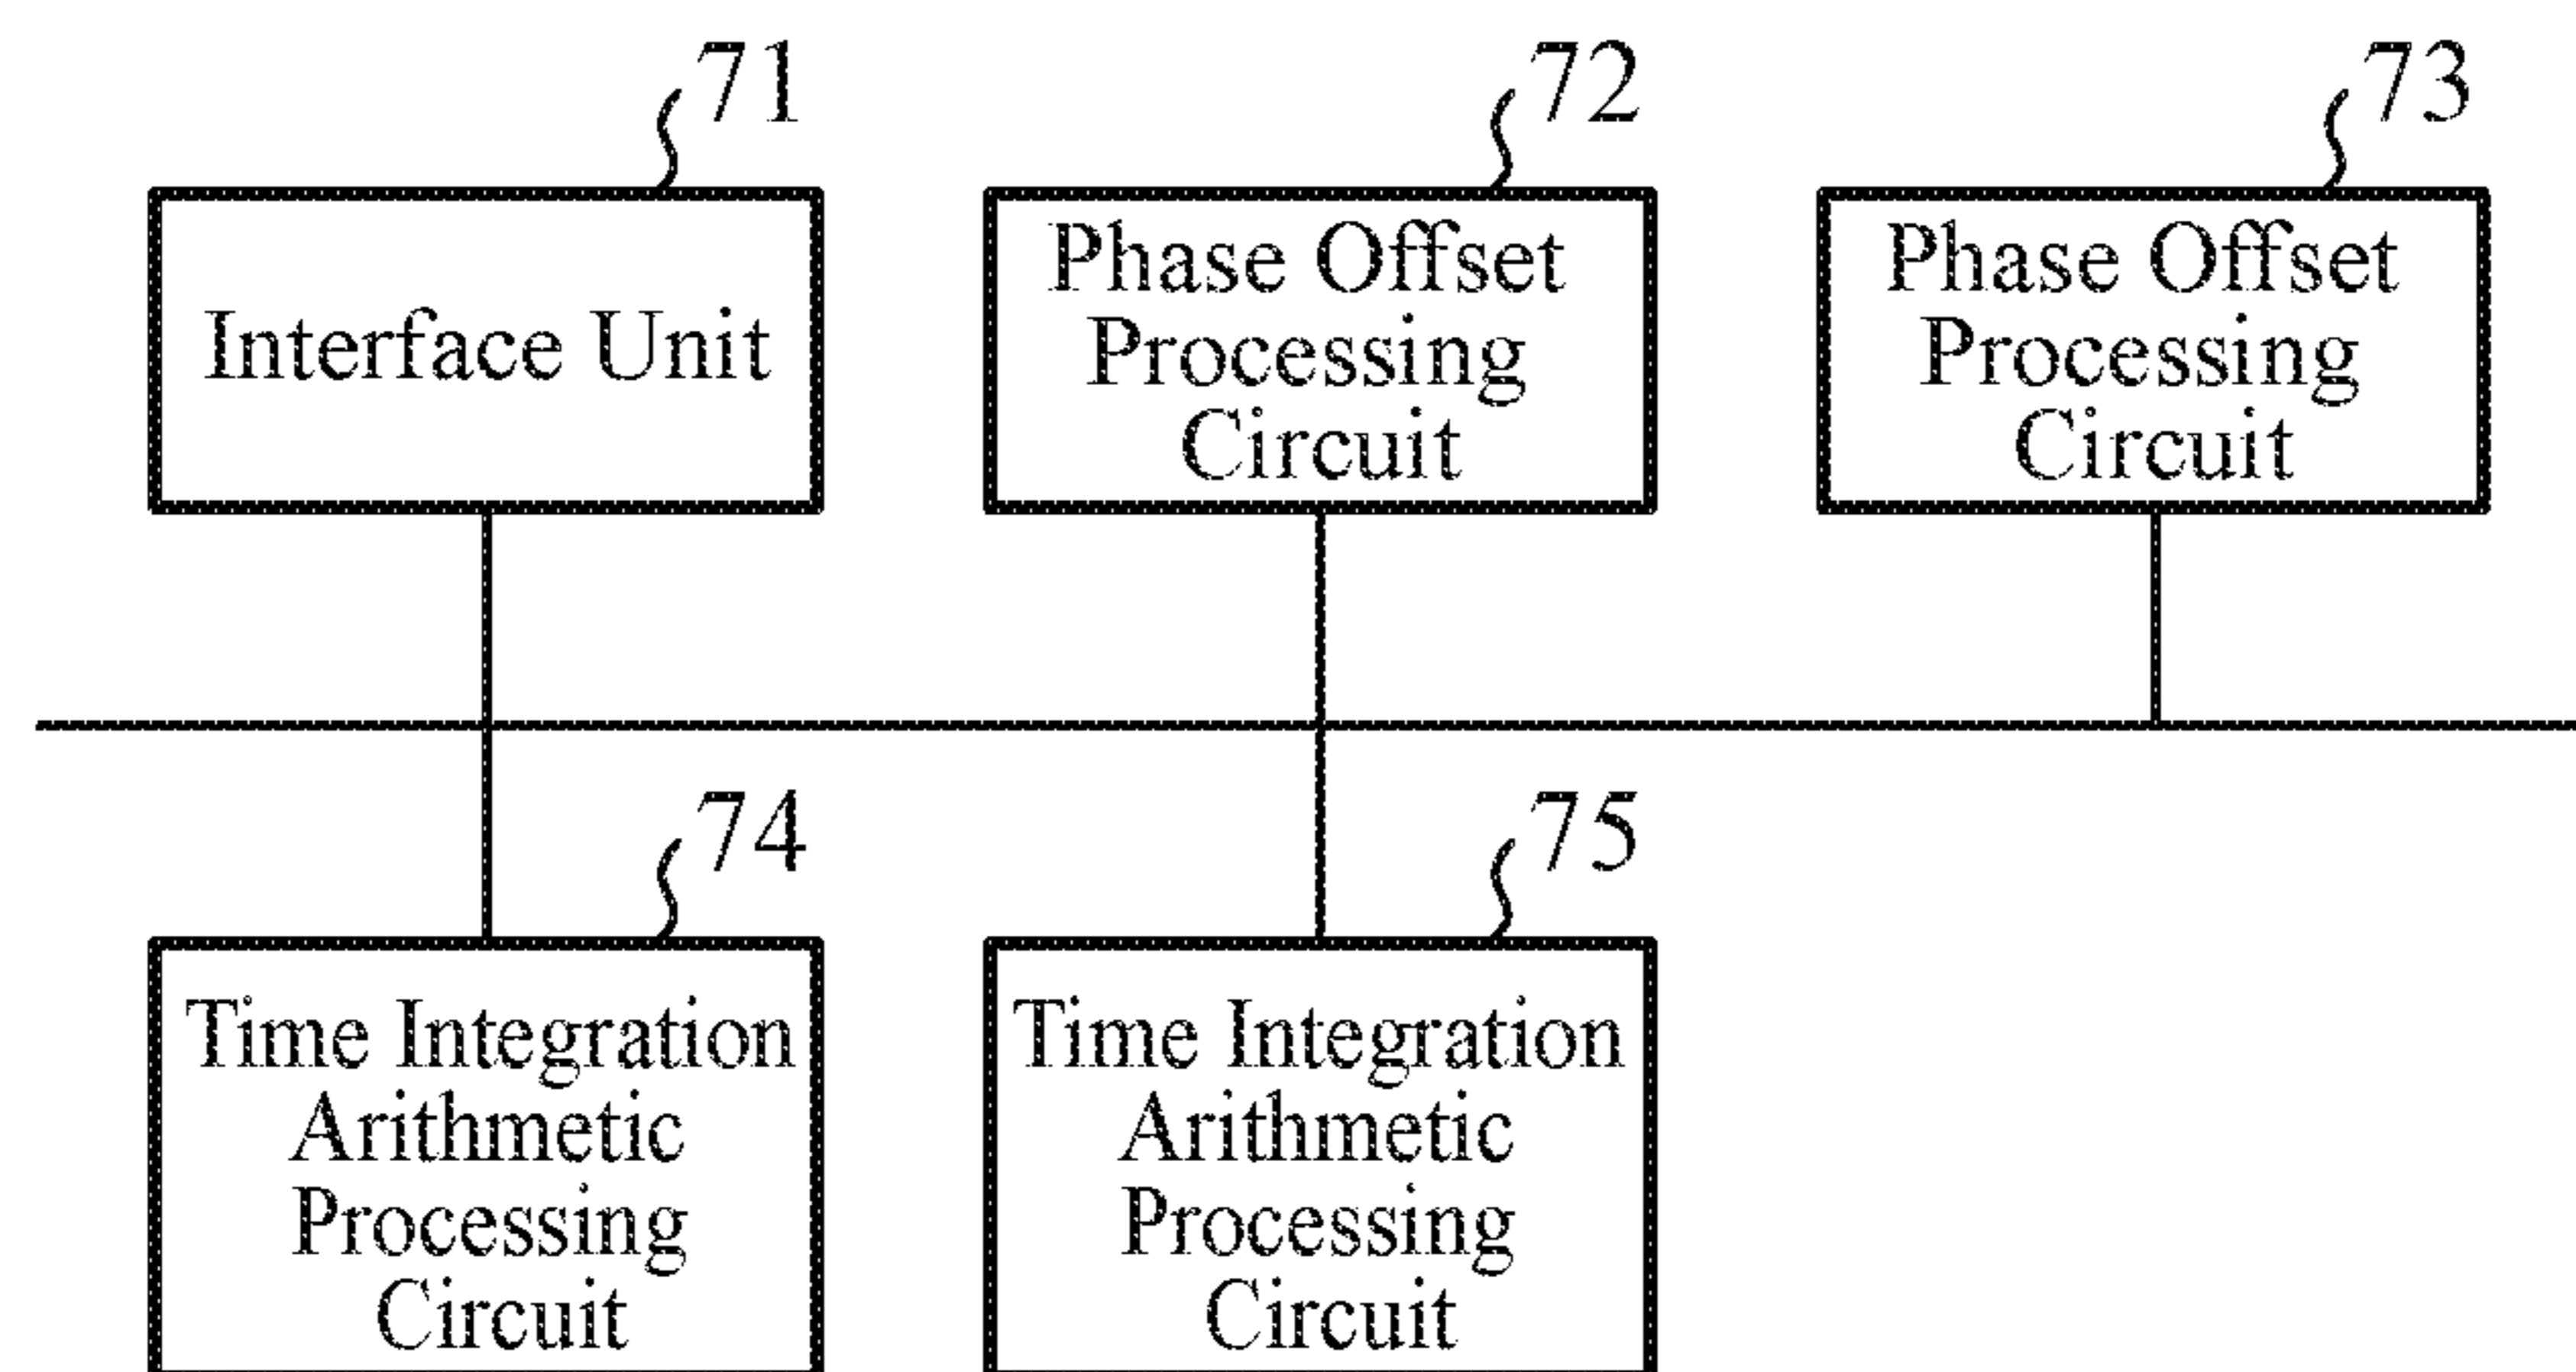 71
Interface Unit
72
Phase Offset
Processing
Circuit
73
Phase Offset
Processing
Circuit
74
Time Integration
Arithmetic
Processing
Circuit
75
Time Integration
Arithmetic
Processing
Circuit